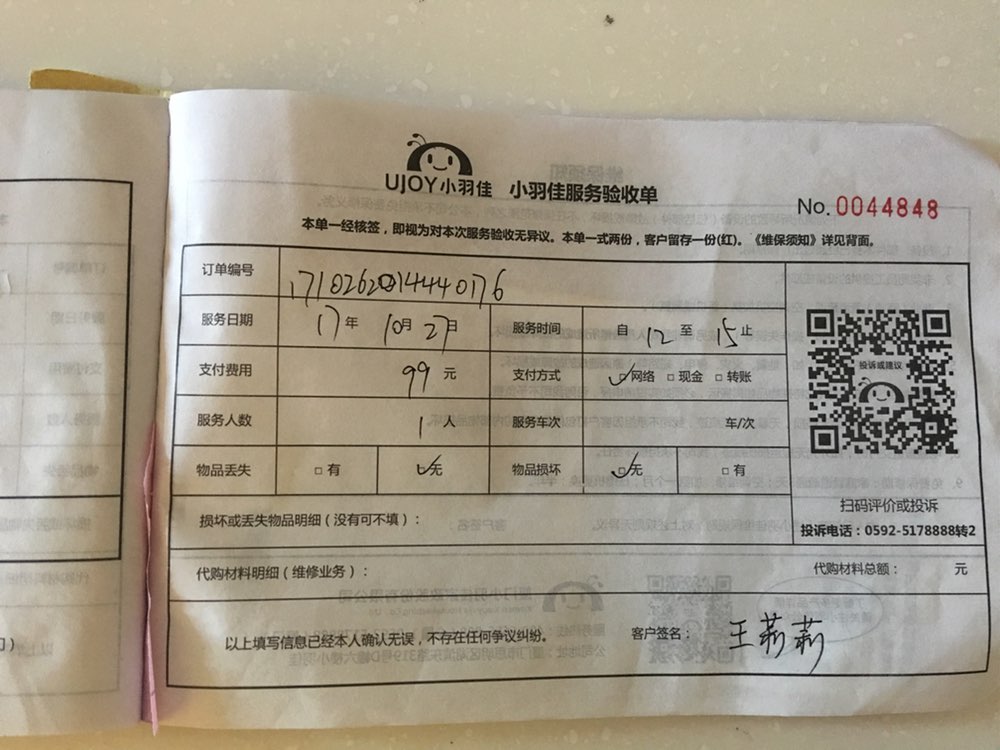 UJOY小羽佳 小羽佳服务验收单
No. 0044848
本单一经核签，即视为对本次服务验收无异议。本单一式两份，客户留存一份(红)。《维保须知》详见背面。
订单编号 1710262014440176
服务日期 17年 10月 27日 服务时间 自 12 至 15 止
支付费用 99 元 支付方式 ☑网络 □现金 □转账
服务人数 1 人 服务车次 车/次
物品丢失 □有 ☑无 物品损坏 ☑无 □有
投诉或建议
扫码评价或投诉
投诉电话：0592-5178888转2
损坏或丢失物品明细（没有可不填）：
代购材料明细（维修业务）： 代购材料总额： 元
以上填写信息已经本人确认无误，不存在任何争议纠纷。 客户签名： 王莉莉